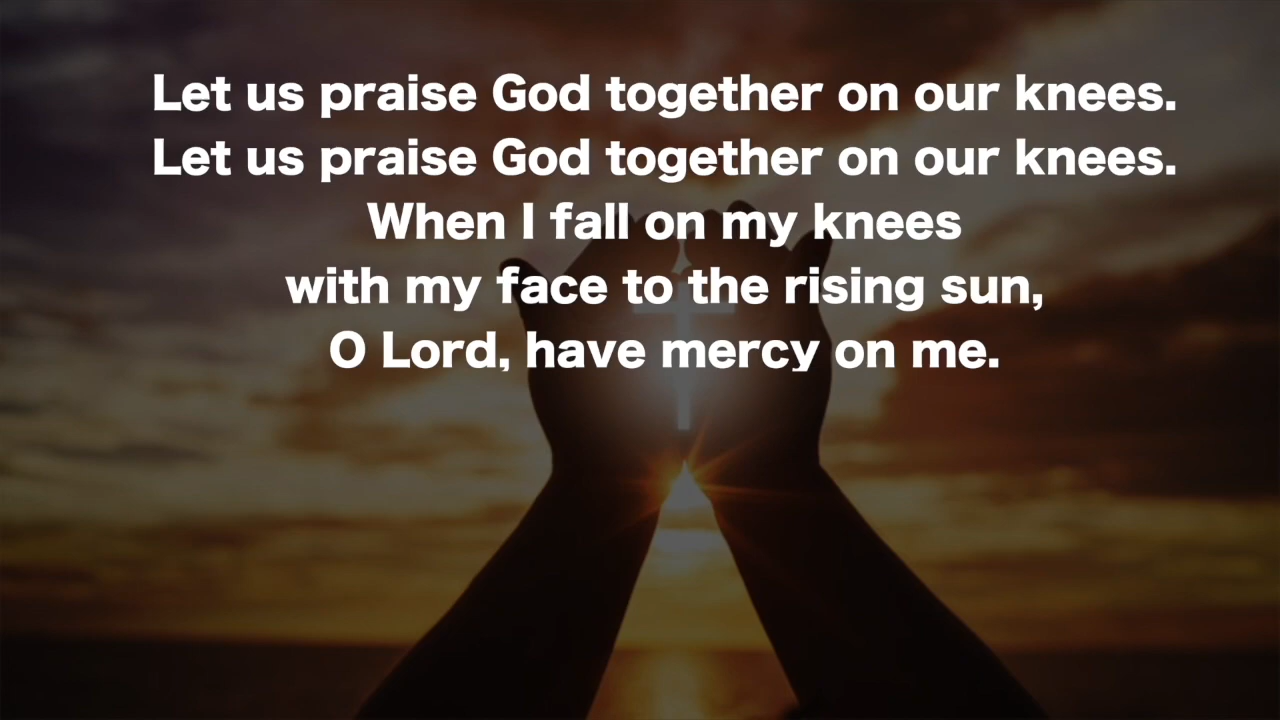 Let us praise God together on our knees.
Let us praise God together on our knees.
When I fall on my knees
with my face to the rising sun,
O Lord, have mercy on me.